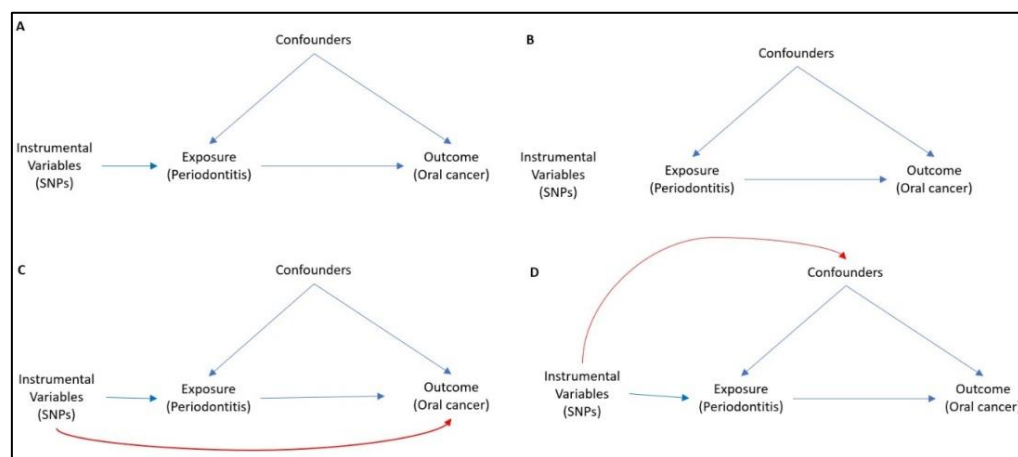 A
Confounders
Instrumental
Variables
(SNPs)
Exposure
(Periodontitis)
Outcome
(Oral cancer)
B
Confounders
Instrumental
Variables
(SNPs)
Exposure
(Periodontitis)
Outcome
(Oral cancer)
C
Confounders
Instrumental
Variables
(SNPs)
Exposure
(Periodontitis)
Outcome
(Oral cancer)
D
Confounders
Instrumental
Variables
(SNPs)
Exposure
(Periodontitis)
Outcome
(Oral cancer)